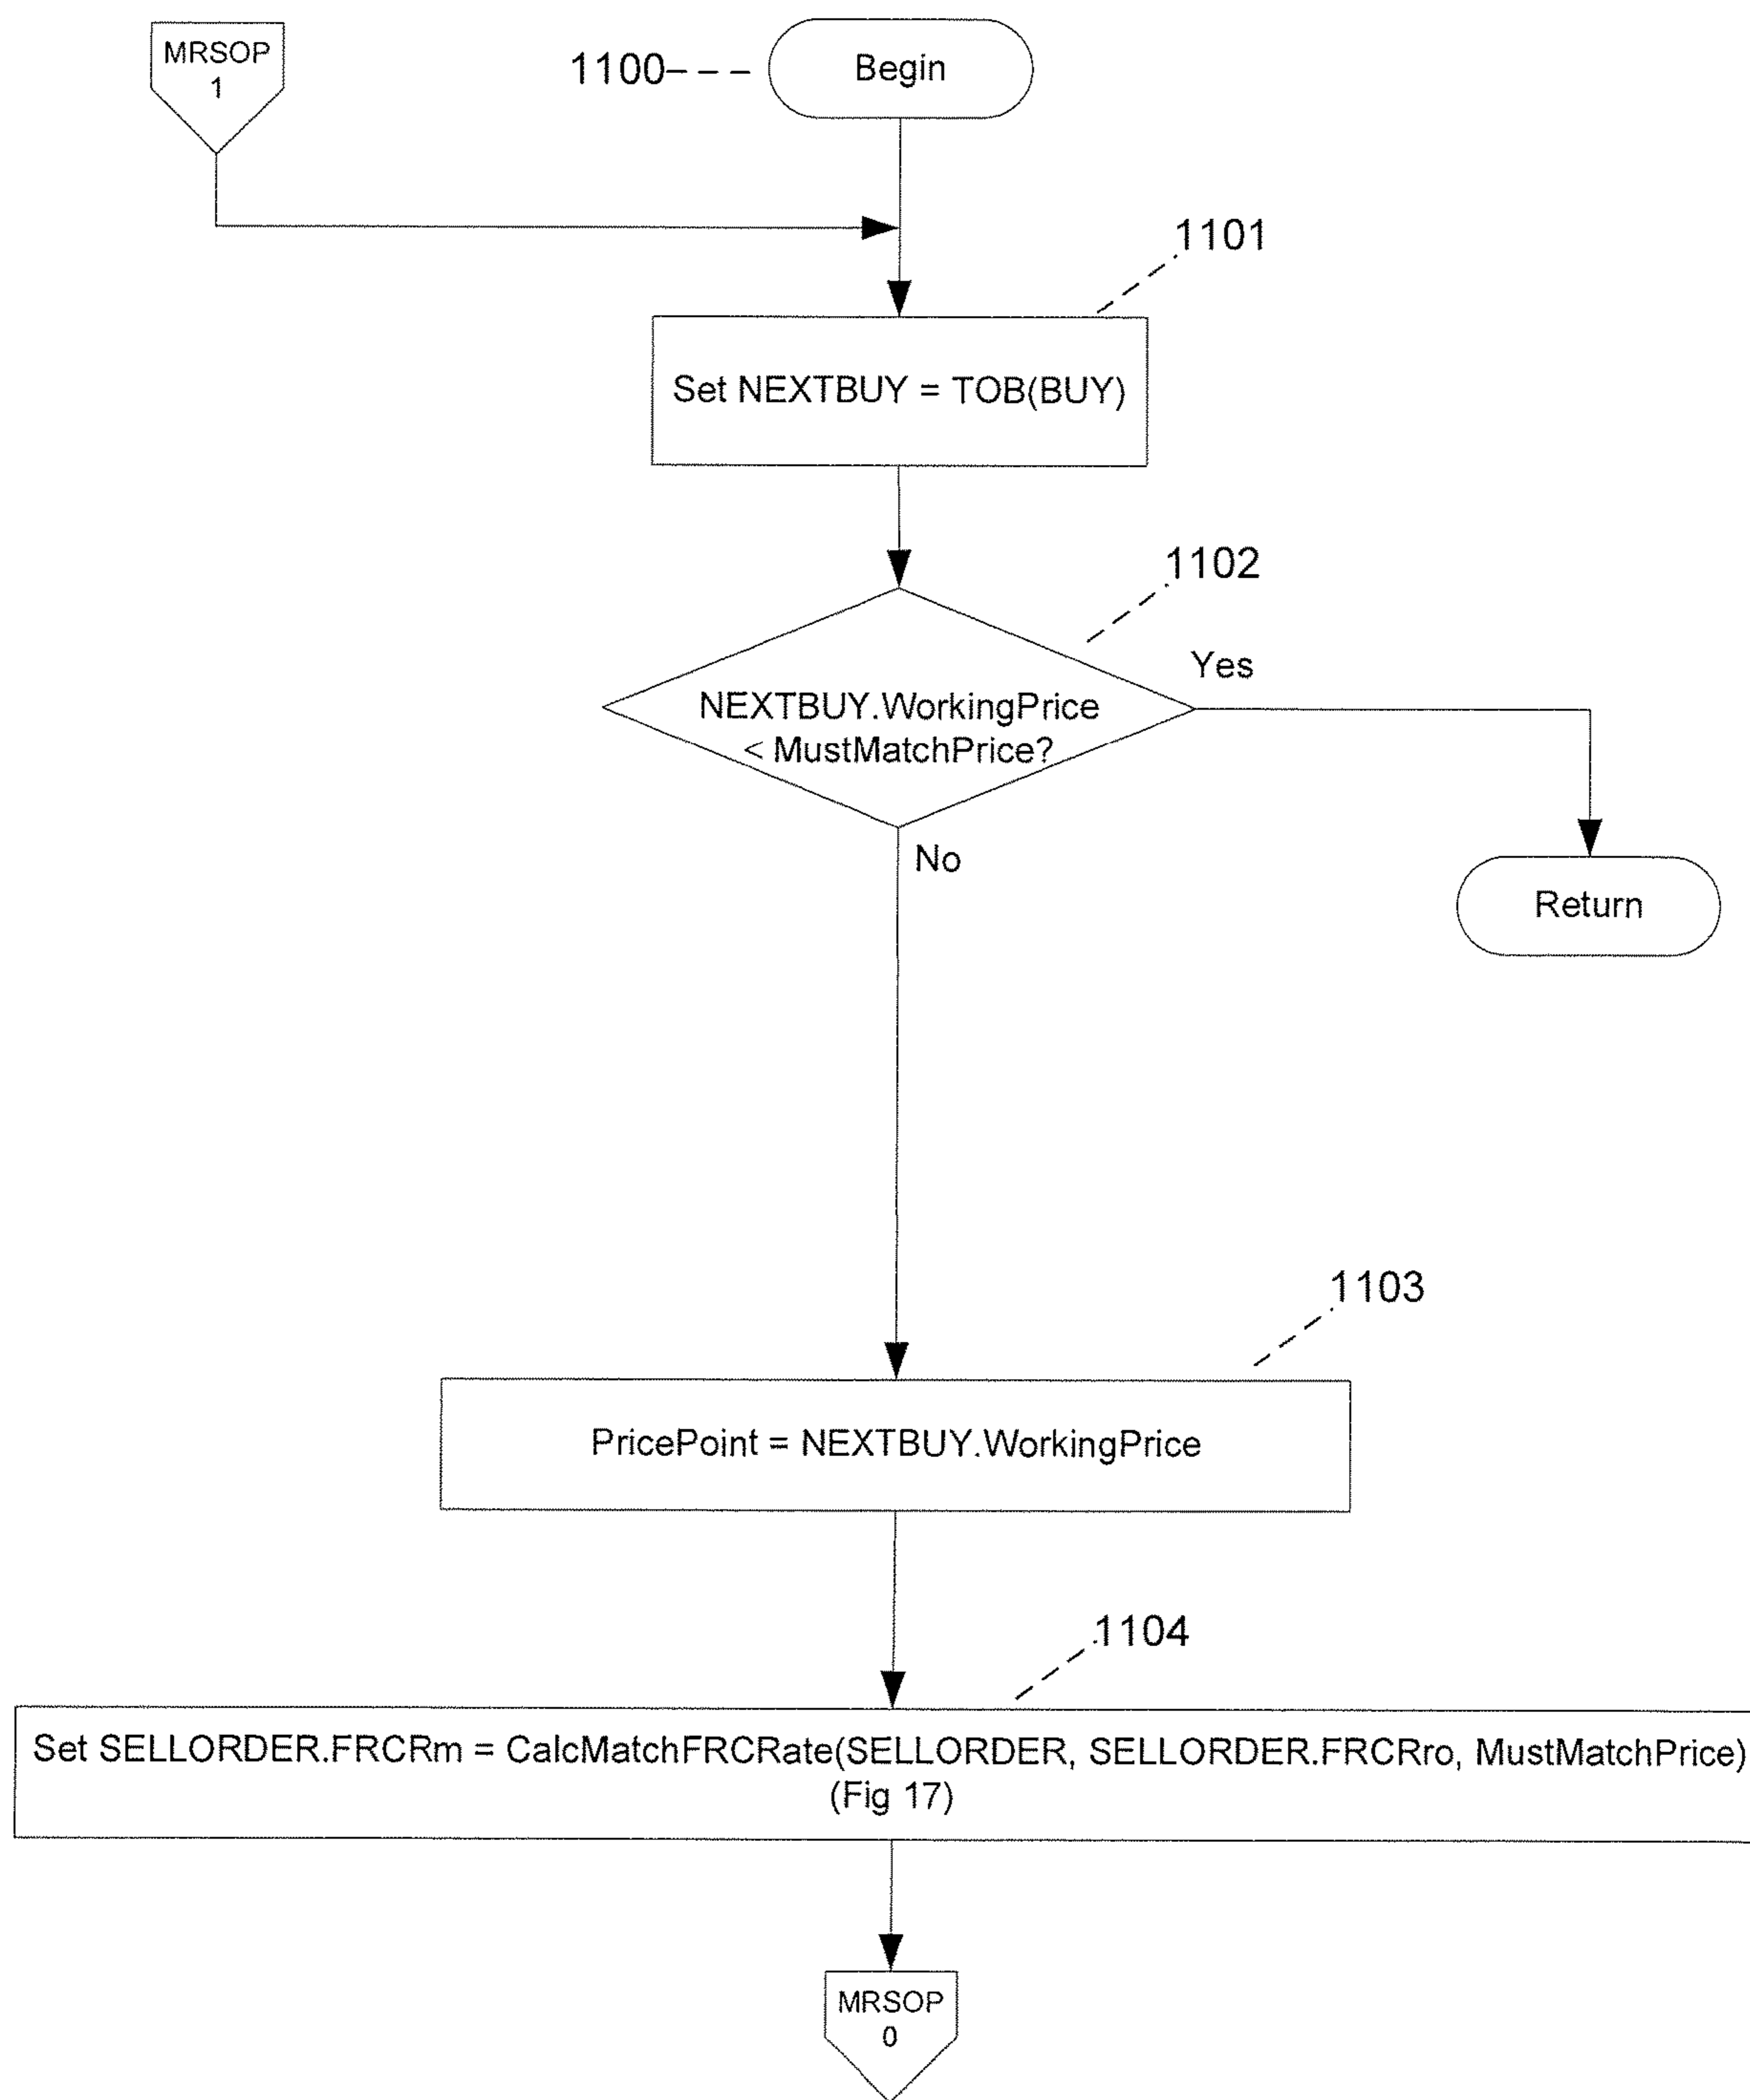 MRSOP
1
1100
Begin
1101
Set NEXTBUY = TOB(BUY)
1102
Yes
NEXTBUY.WorkingPrice
< MustMatchPrice?
No
Return
1103
PricePoint = NEXTBUY.WorkingPrice
1104
Set SELLORDER.FRCRm = CalcMatchFRCRate(SELLORDER, SELLORDER.FRCRro, MustMatchPrice)
(Fig 17)
MRSOP
0